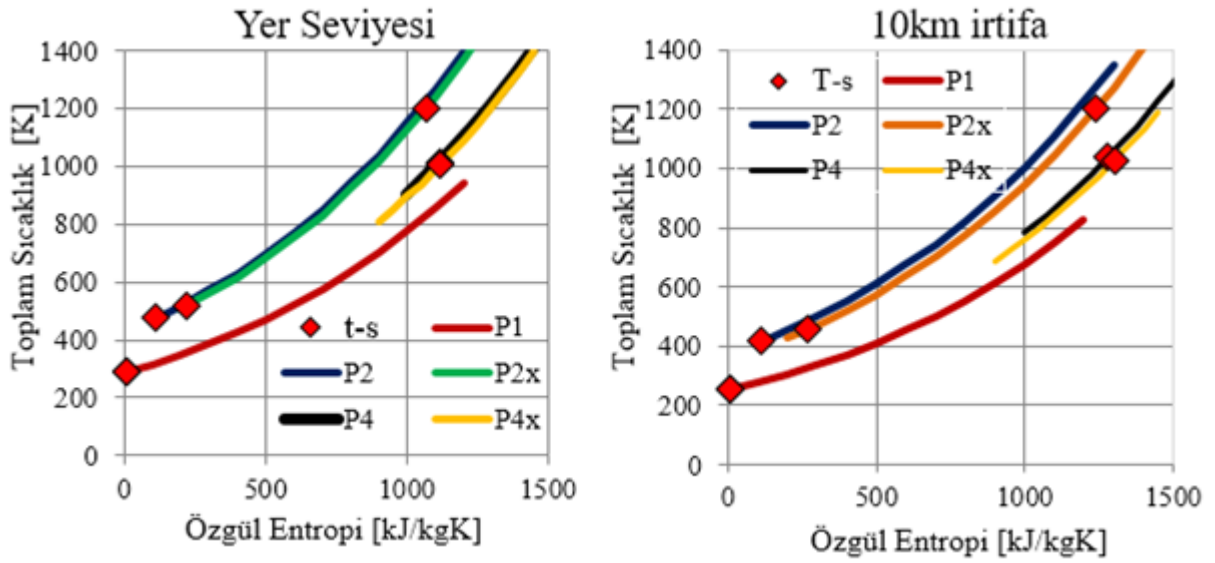 Yer Seviyesi
Toplam Sıcaklık [K]
1400
1200
1000
800
600
400
200
0
t-s
P1
P2
P2x
P4
P4x
0
500
1000
1500
Özgül Entropi [kJ/kgK]
10km irtifa
Toplam Sıcaklık [K]
1400
1200
1000
800
600
400
200
0
T-s
P1
P2
P2x
P4
P4x
0
500
1000
1500
Özgül Entropi [kJ/kgK]